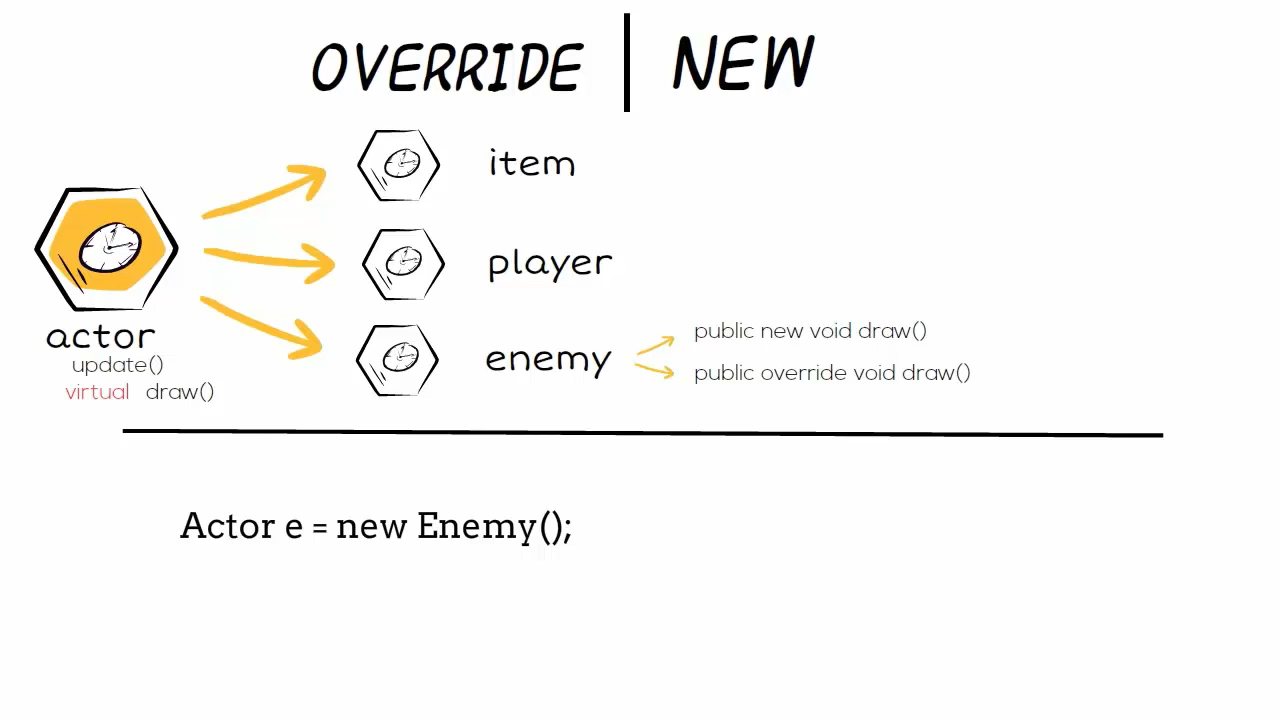 OVERRIDE | NEW
item
player
enemy
public new void draw()
public override void draw()
actor
update()
virtual draw()
Actor e = new Enemy();